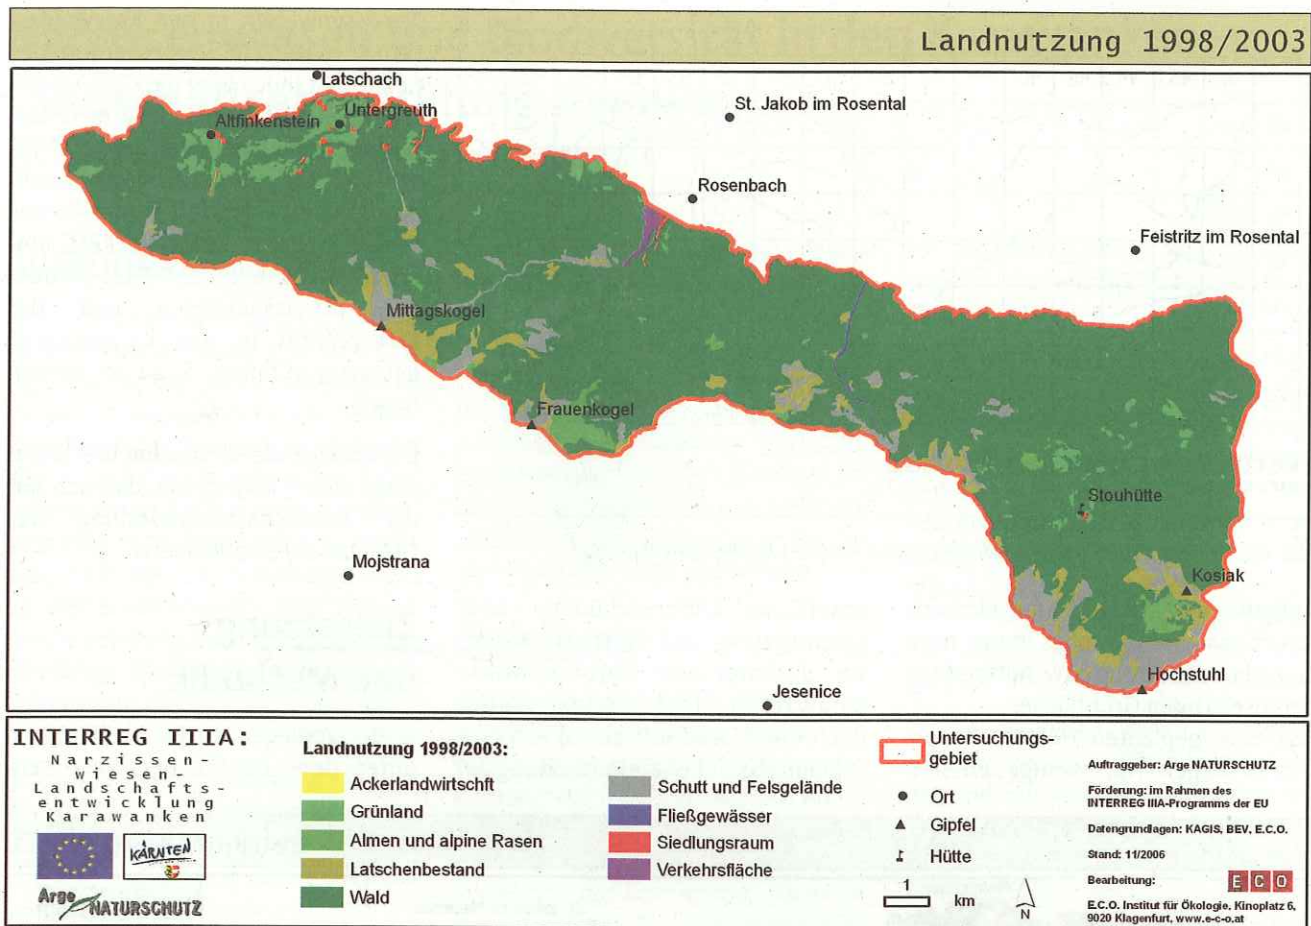 Landnutzung 1998/2003
Latschach
St. Jakob im Rosental
Altfinkenstein
Untergreuth
Rosenbach
Feistritz im Rosental
Mittagskogel
Frauenkogel
Stouhütte
Mojstrana
Kosiak
Hochstuhl
Jesenice
INTERREG IIIA:
Narzissen-
wiesen-
Landschafts-
entwicklung
Karawanken
KÄRNTEN
Arge NATURSCHUTZ
Landnutzung 1998/2003:
Ackerlandwirtschft
Grünland
Almen und alpine Rasen
Latschenbestand
Wald
Schutt und Felsgelände
Fließgewässer
Siedlungsraum
Verkehrsfläche
Untersuchungs-
gebiet
Ort
Gipfel
Hütte
1
km
N
Auftraggeber: Arge NATURSCHUTZ
Förderung: im Rahmen des
INTERREG IIIA-Programms der EU
Datengrundlagen: KAGIS, BEV, E.C.O.
Stand: 11/2006
Bearbeitung:
E C O
E.C.O. Institut für Ökologie, Kinoplatz 6,
9020 Klagenfurt, www.e-c-o.at